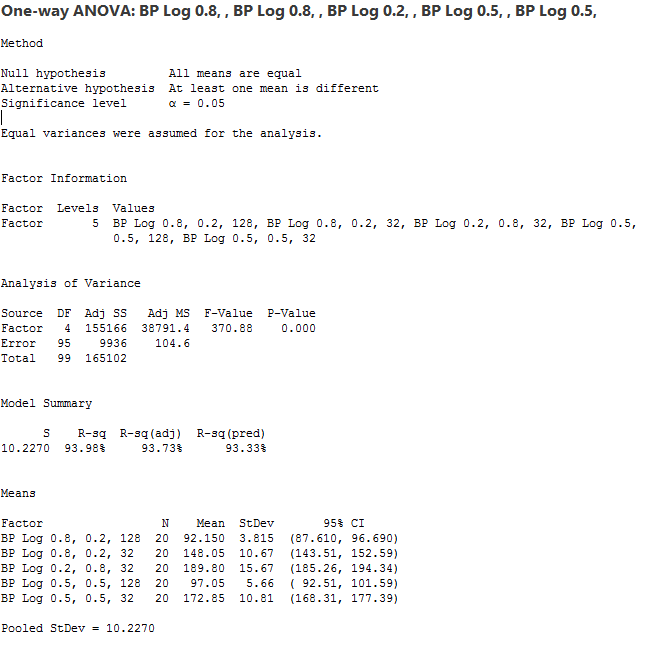 One-way ANOVA: BP Log 0.8, , BP Log 0.8, , BP Log 0.2, , BP Log 0.5, , BP Log 0.5,
Method
Null hypothesis All means are equal
Alternative hypothesis At least one mean is different
Significance level α = 0.05
Equal variances were assumed for the analysis.
Factor Information
Factor Levels Values
Factor 5 BP Log 0.8, 0.2, 128, BP Log 0.8, 0.2, 32, BP Log 0.2, 0.8, 32, BP Log 0.5,
0.5, 128, BP Log 0.5, 0.5, 32
Analysis of Variance
Source DF Adj SS Adj MS F-Value P-Value
Factor 4 155166 38791.4 370.88 0.000
Error 95 9936 104.6
Total 99 165102
Model Summary
S R-sq R-sq(adj) R-sq(pred)
10.2270 93.98% 93.73% 93.33%
Means
Factor N Mean StDev 95% CI
BP Log 0.8, 0.2, 128 20 92.150 3.815 (87.610, 96.690)
BP Log 0.8, 0.2, 32 20 148.05 10.67 (143.51, 152.59)
BP Log 0.2, 0.8, 32 20 189.80 15.67 (185.26, 194.34)
BP Log 0.5, 0.5, 128 20 97.05 5.66 ( 92.51, 101.59)
BP Log 0.5, 0.5, 32 20 172.85 10.81 (168.31, 177.39)
Pooled StDev = 10.2270